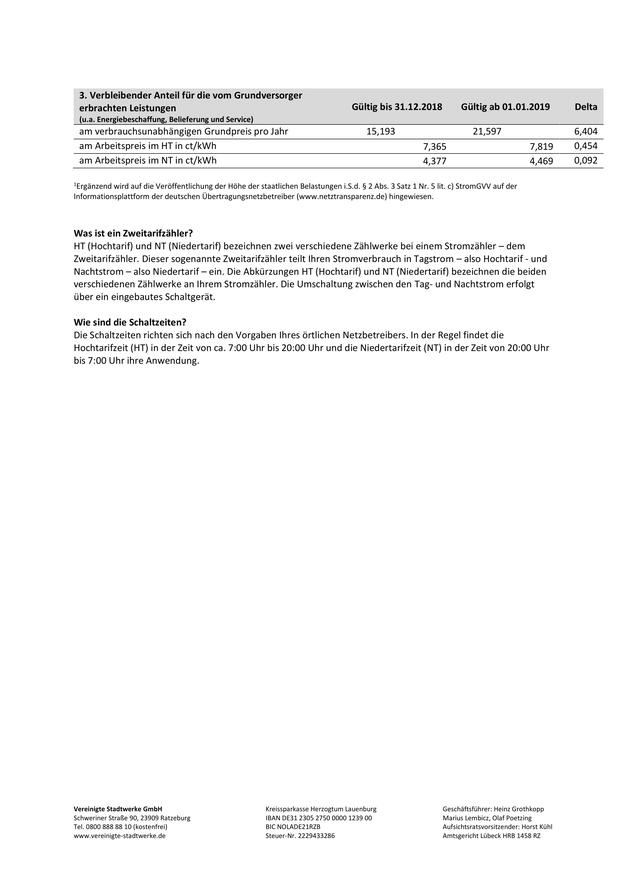 3. Verbleibender Anteil für die vom Grundversorger
erbrachten Leistungen Gültig bis 31.12.2018 Gültig ab 01.01.2019 Delta
(u.a. Energiebeschaffung, Belieferung und Service)
am verbrauchsunabhängigen Grundpreis pro Jahr 15,193 21,597 6,404
am Arbeitspreis im HT in ct/kWh 7,365 7,819 0,454
am Arbeitspreis im NT in ct/kWh 4,377 4,469 0,092
¹Ergänzend wird auf die Veröffentlichung der Höhe der staatlichen Belastungen i.S.d. § 2 Abs. 3 Satz 1 Nr. 5 lit. c) StromGVV auf der
Informationsplattform der deutschen Übertragungsnetzbetreiber (www.netztransparenz.de) hingewiesen.
Was ist ein Zweitarifzähler?
HT (Hochtarif) und NT (Niedertarif) bezeichnen zwei verschiedene Zählwerke bei einem Stromzähler – dem
Zweitarifzähler. Dieser sogenannte Zweitarifzähler teilt Ihren Stromverbrauch in Tagstrom – also Hochtarif - und
Nachtstrom – also Niedertarif – ein. Die Abkürzungen HT (Hochtarif) und NT (Niedertarif) bezeichnen die beiden
verschiedenen Zählwerke an Ihrem Stromzähler. Die Umschaltung zwischen den Tag- und Nachtstrom erfolgt
über ein eingebautes Schaltgerät.
Wie sind die Schaltzeiten?
Die Schaltzeiten richten sich nach den Vorgaben Ihres örtlichen Netzbetreibers. In der Regel findet die
Hochtarifzeit (HT) in der Zeit von ca. 7:00 Uhr bis 20:00 Uhr und die Niedertarifzeit (NT) in der Zeit von 20:00 Uhr
bis 7:00 Uhr ihre Anwendung.
Vereinigte Stadtwerke GmbH
Schweriner Straße 90, 23909 Ratzeburg
Tel. 0800 888 88 10 (kostenfrei)
www.vereinigte-stadtwerke.de
Kreissparkasse Herzogtum Lauenburg
IBAN DE31 2305 2750 0000 1239 00
BIC NOLADE21RZB
Steuer-Nr. 2229433286
Geschäftsführer: Heinz Grothkopp
Marius Lembicz, Olaf Poetzing
Aufsichtsratsvorsitzender: Horst Kühl
Amtsgericht Lübeck HRB 1458 RZ